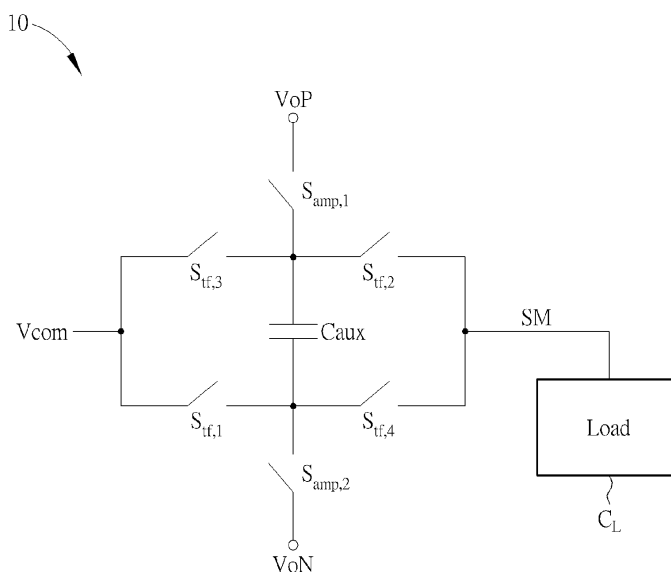 10
VoP
S_amp,1
S_tf,3
S_tf,2
Vcom
Caux
SM
S_tf,1
S_tf,4
Load
S_amp,2
C_L
VoN